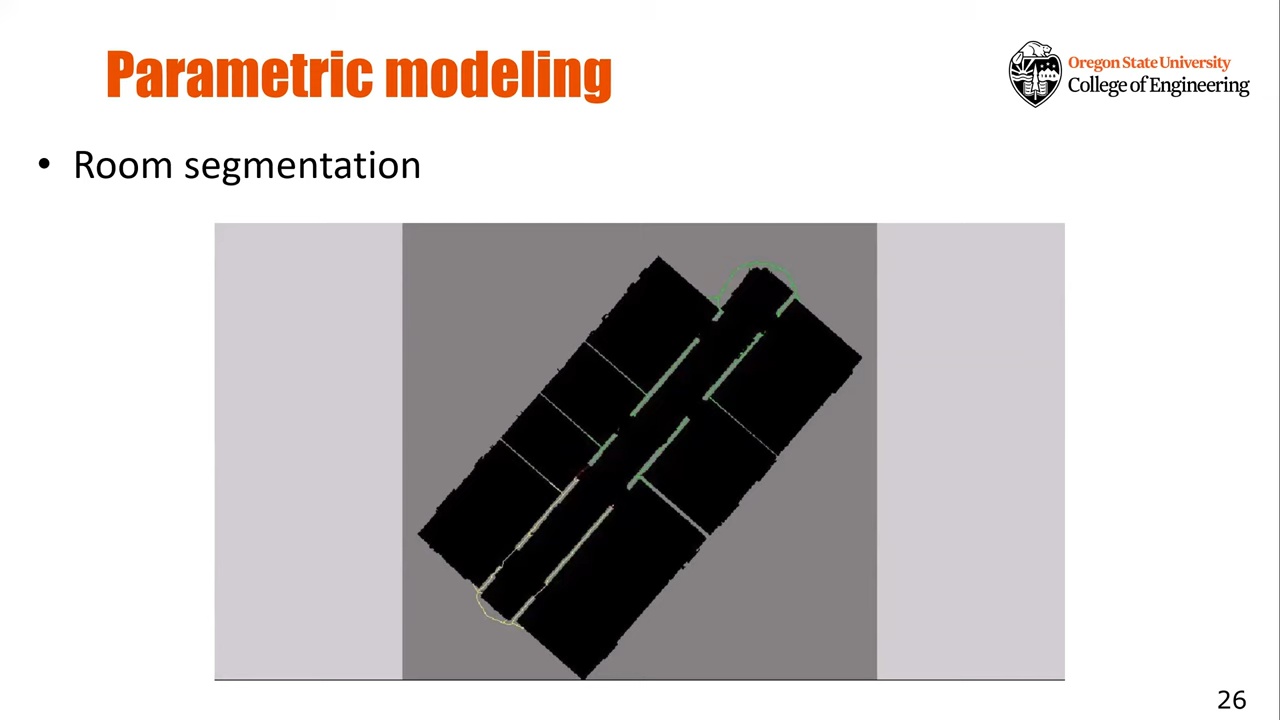 Parametric modeling
Oregon State University
College of Engineering
• Room segmentation
26